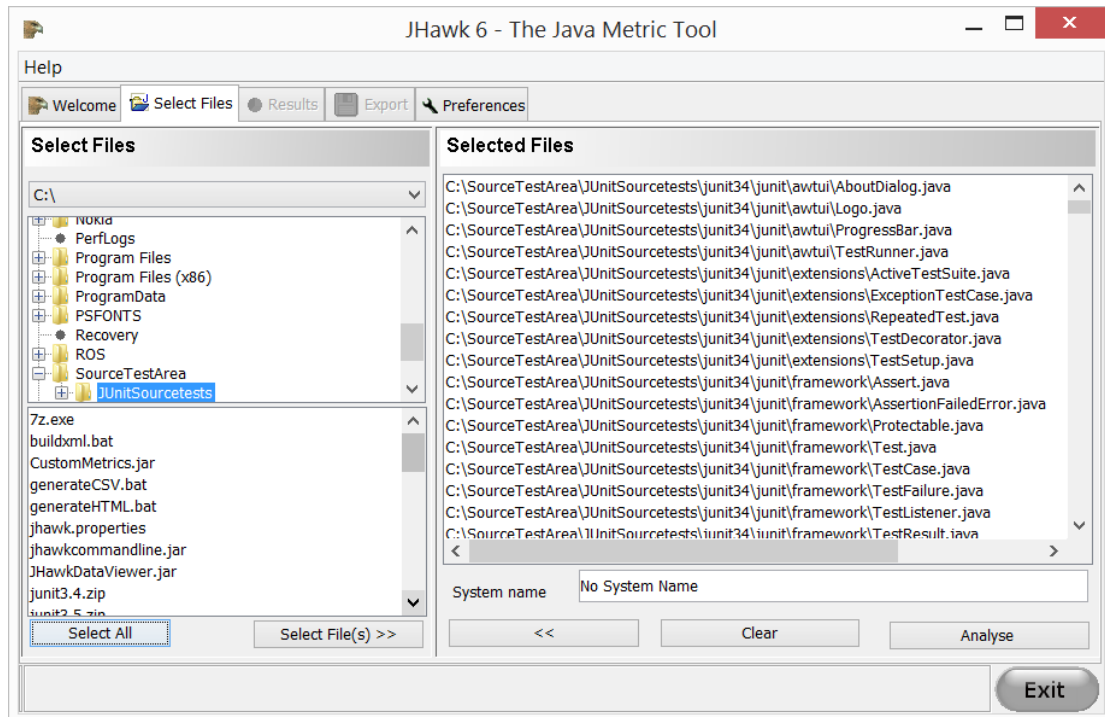 JHawk 6 - The Java Metric Tool
Help
Welcome Select Files Results Export Preferences
Select Files
C:\
Nokia
PerfLogs
Program Files
Program Files (x86)
ProgramData
PSFONTS
Recovery
ROS
SourceTestArea
JUnitSourcetests
7z.exe
buildxml.bat
CustomMetrics.jar
generateCSV.bat
generateHTML.bat
jhawk.properties
jhawkcommandline.jar
JHawkDataViewer.jar
junit3.4.zip
junit3.5.zip
Select All Select File(s) >>
Selected Files
C:\SourceTestArea\JUnitSourcetests\junit34\junit\awtui\AboutDialog.java
C:\SourceTestArea\JUnitSourcetests\junit34\junit\awtui\Logo.java
C:\SourceTestArea\JUnitSourcetests\junit34\junit\awtui\ProgressBar.java
C:\SourceTestArea\JUnitSourcetests\junit34\junit\awtui\TestRunner.java
C:\SourceTestArea\JUnitSourcetests\junit34\junit\extensions\ActiveTestSuite.java
C:\SourceTestArea\JUnitSourcetests\junit34\junit\extensions\ExceptionTestCase.java
C:\SourceTestArea\JUnitSourcetests\junit34\junit\extensions\RepeatedTest.java
C:\SourceTestArea\JUnitSourcetests\junit34\junit\extensions\TestDecorator.java
C:\SourceTestArea\JUnitSourcetests\junit34\junit\extensions\TestSetup.java
C:\SourceTestArea\JUnitSourcetests\junit34\junit\framework\Assert.java
C:\SourceTestArea\JUnitSourcetests\junit34\junit\framework\AssertionFailedError.java
C:\SourceTestArea\JUnitSourcetests\junit34\junit\framework\Protectable.java
C:\SourceTestArea\JUnitSourcetests\junit34\junit\framework\Test.java
C:\SourceTestArea\JUnitSourcetests\junit34\junit\framework\TestCase.java
C:\SourceTestArea\JUnitSourcetests\junit34\junit\framework\TestFailure.java
C:\SourceTestArea\JUnitSourcetests\junit34\junit\framework\TestListener.java
C:\SourceTestArea\JUnitSourcetests\junit34\junit\framework\TestResult.java
System name No System Name
<< Clear Analyse
Exit